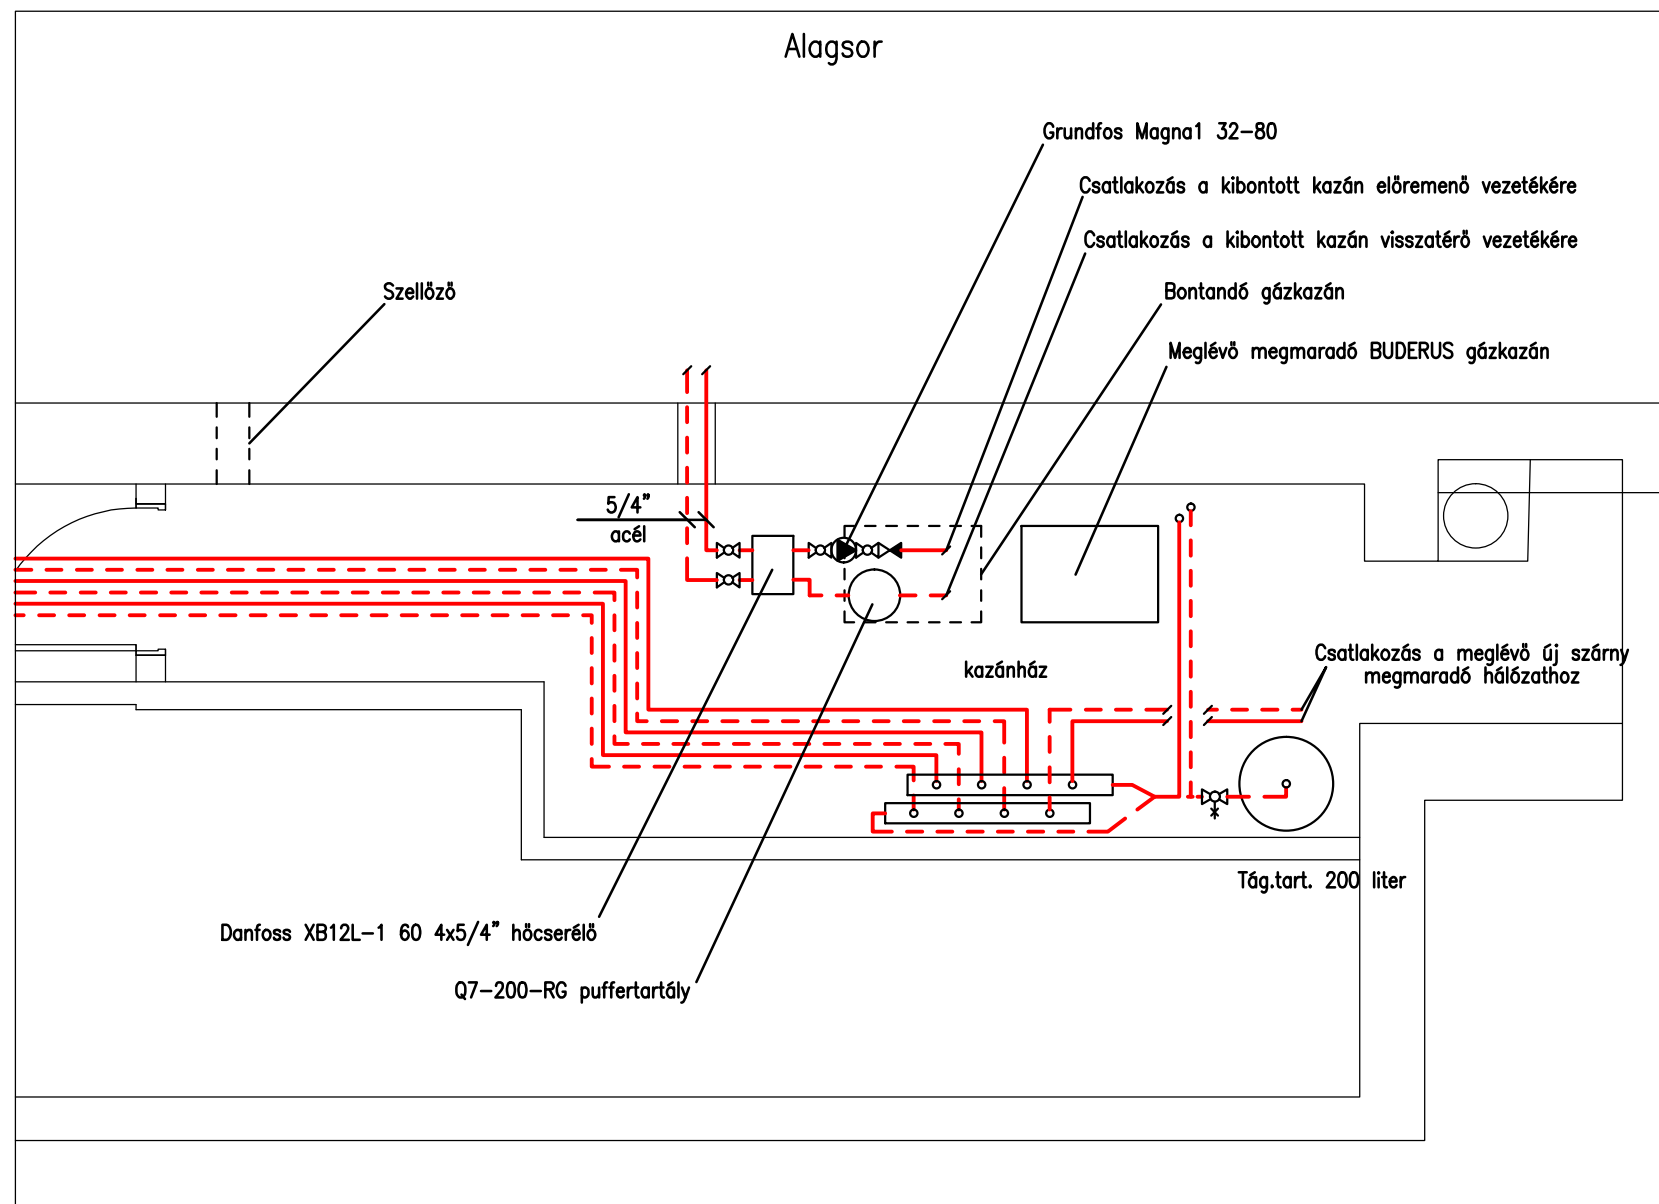 Alagsor
Grundfos Magna1 32-80
Csatlakozás a kibontott kazán előremenő vezetékére
Csatlakozás a kibontott kazán visszatérő vezetékére
Szellőző
Bontandó gázkazán
Meglévő megmaradó BUDERUS gázkazán
5/4"
acél
kazánház
Csatlakozás a meglévő új szárny
megmaradó hálózathoz
Tág.tart. 200 liter
Danfoss XB12L-1 60 4x5/4" hőcserélő
Q7-200-RG puffertartály